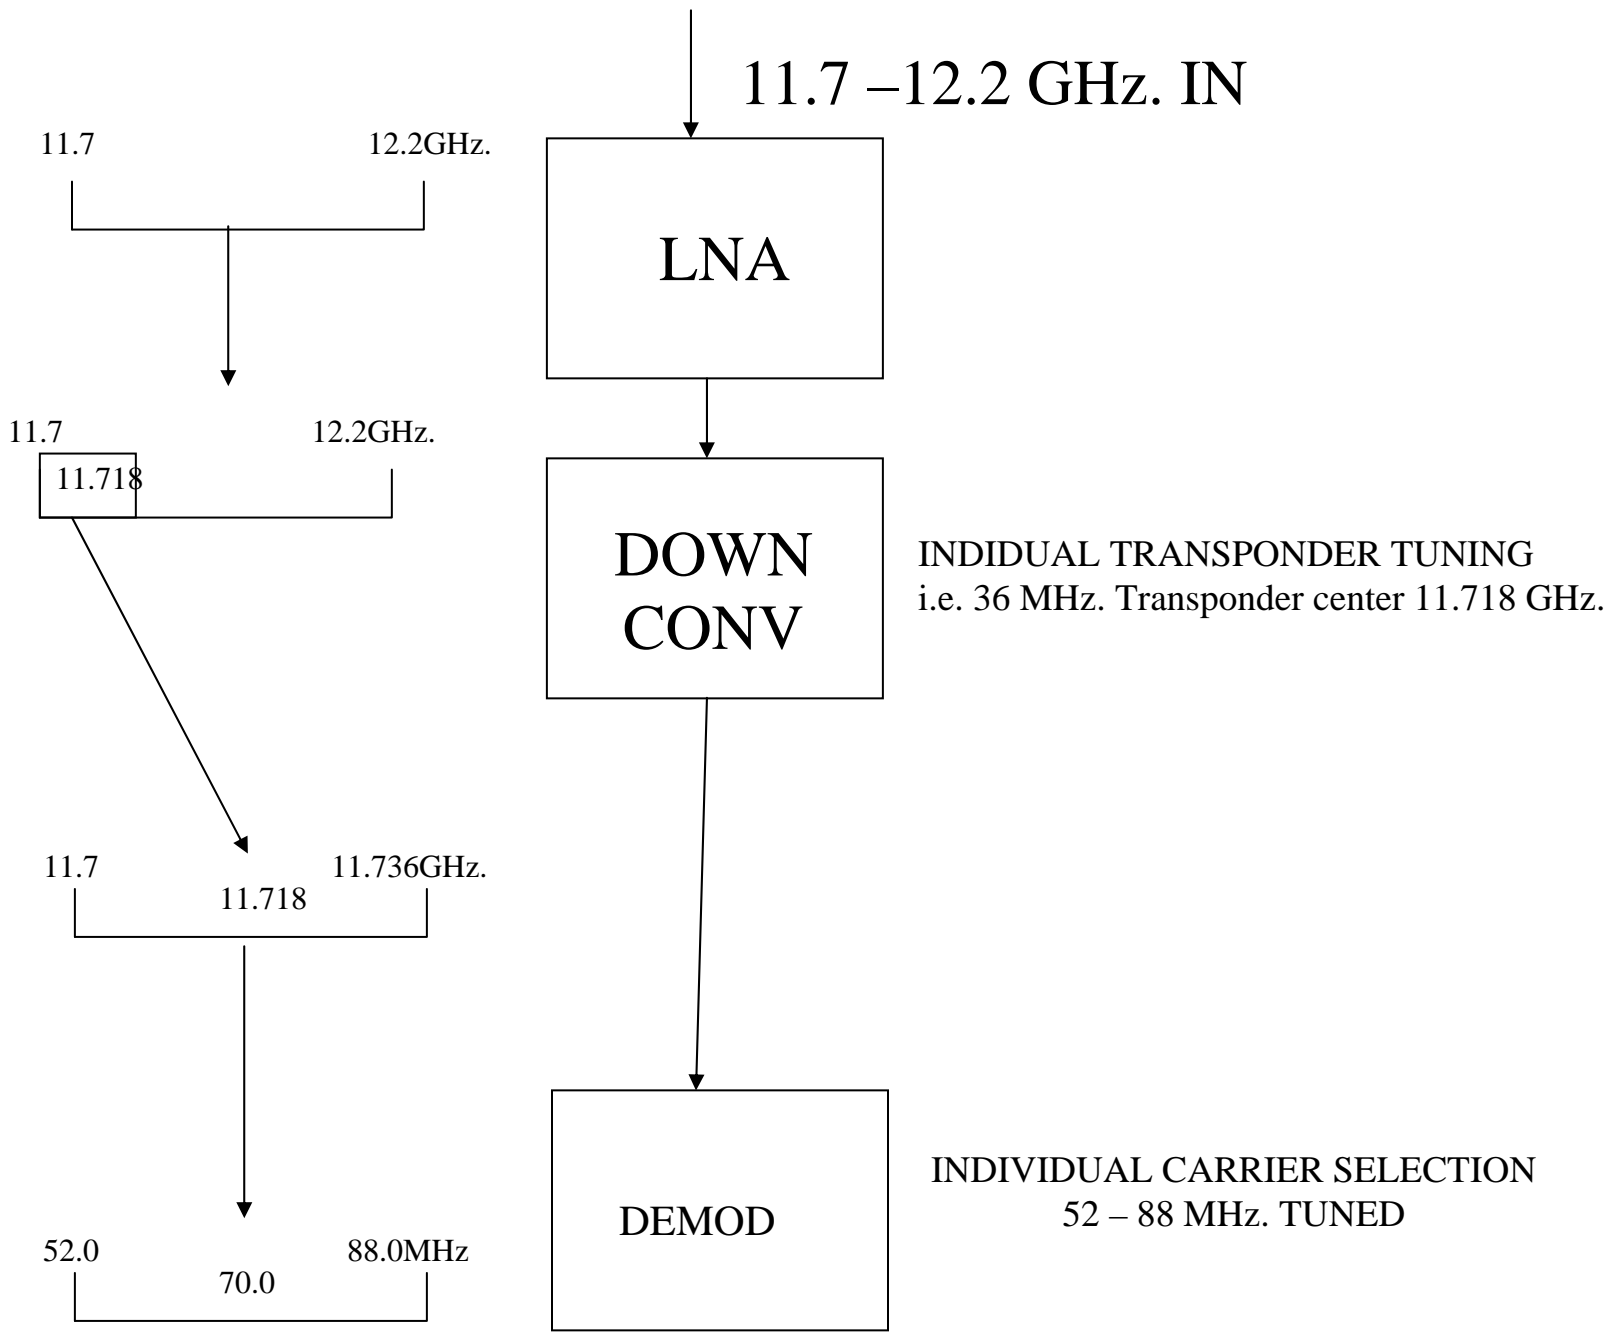 11.7 –12.2 GHz. IN
11.7
12.2GHz.
LNA
11.7
12.2GHz.
11.718
DOWN
CONV
INDIDUAL TRANSPONDER TUNING
i.e. 36 MHz. Transponder center 11.718 GHz.
11.7
11.736GHz.
11.718
DEMOD
INDIVIDUAL CARRIER SELECTION
52 – 88 MHz. TUNED
52.0
88.0MHz
70.0